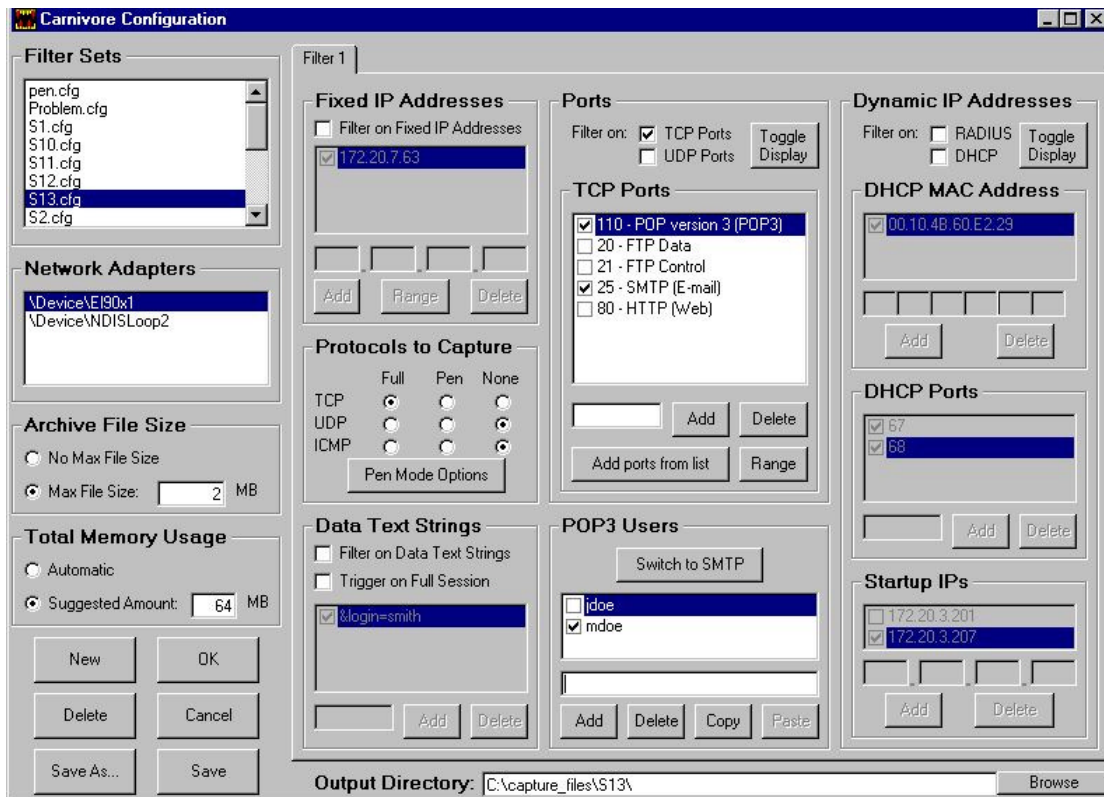 Carnivore Configuration
Filter Sets
pen.cfg
Problem.cfg
S1.cfg
S10.cfg
S11.cfg
S12.cfg
S13.cfg
S2.cfg
Network Adapters
\Device\El90x1
\Device\NDISLoop2
Archive File Size
No Max File Size
Max File Size: 2 MB
Total Memory Usage
Automatic
Suggested Amount: 64 MB
New OK
Delete Cancel
Save As... Save
Filter 1
Fixed IP Addresses
Filter on Fixed IP Addresses
172.20.7.63
. . .
Add Range Delete
Protocols to Capture
Full Pen None
TCP
UDP
ICMP
Pen Mode Options
Data Text Strings
Filter on Data Text Strings
Trigger on Full Session
&login=smith
Add Delete
Ports
Filter on: TCP Ports
UDP Ports
Toggle
Display
TCP Ports
110 - POP version 3 (POP3)
20 - FTP Data
21 - FTP Control
25 - SMTP (E-mail)
80 - HTTP (Web)
Add Delete
Add ports from list Range
POP3 Users
Switch to SMTP
jdoe
mdoe
Add Delete Copy Paste
Dynamic IP Addresses
Filter on: RADIUS
DHCP
Toggle
Display
DHCP MAC Address
00.10.4B.60.E2.29
Add Delete
DHCP Ports
67
68
Add Delete
Startup IPs
172.20.3.201
172.20.3.207
. . .
Add Delete
Output Directory: C:\capture_files\S13\ Browse